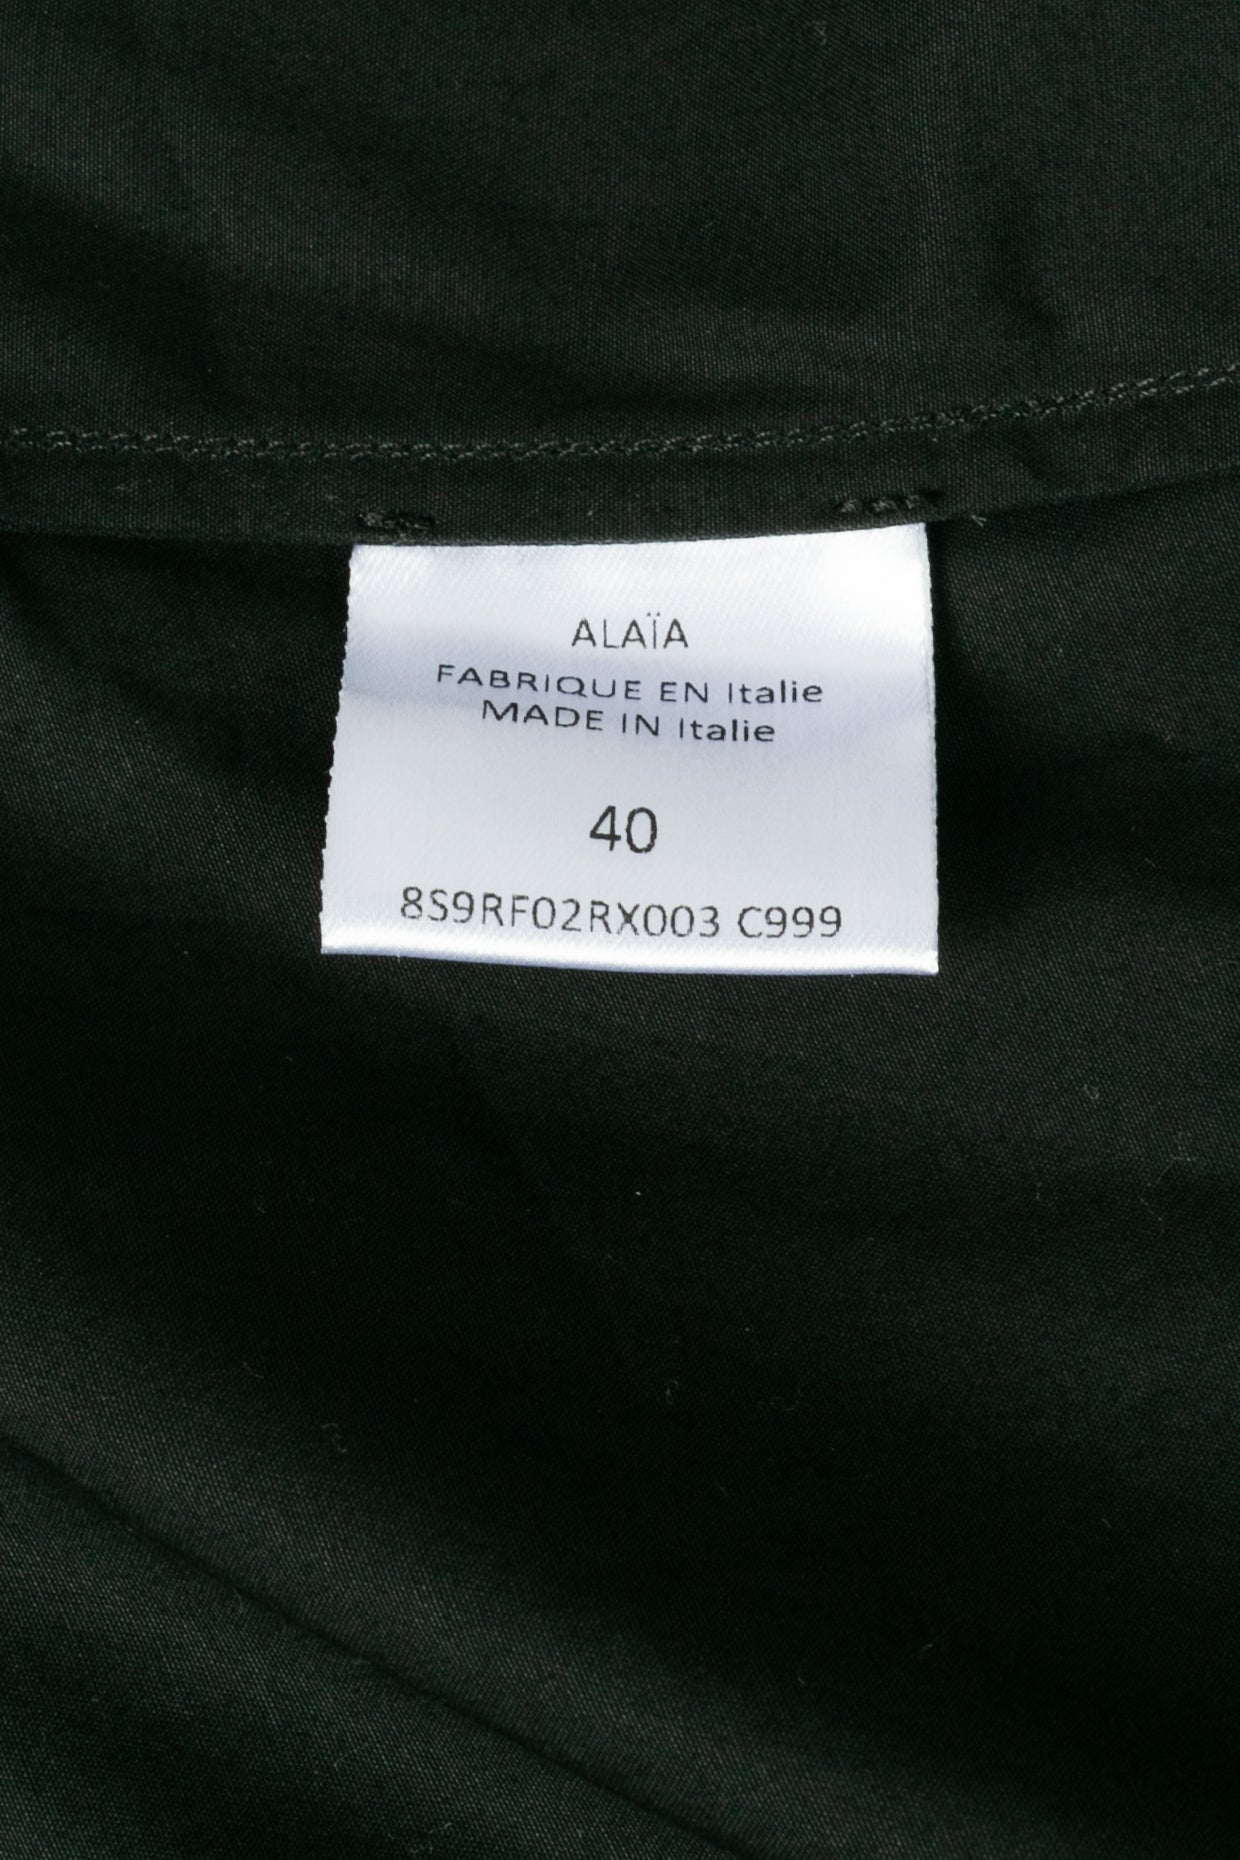 ALAÏA
FABRIQUE EN Italie
MADE IN Italie
40
8S9RF02RX003 C999